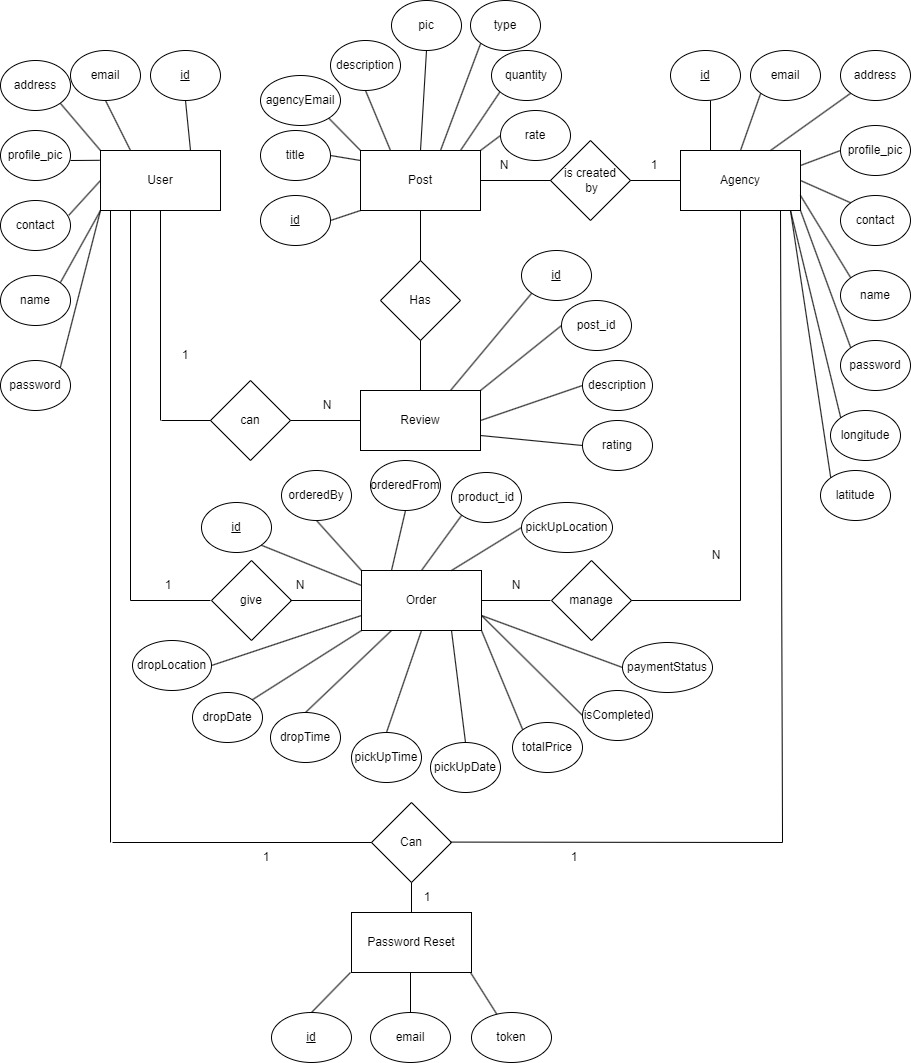 pic
type
address
email
id
description
quantity
id
email
address
agencyEmail
rate
title
profile_pic
User
Post
N
is created
by
1
Agency
profile_pic
contact
id
contact
name
Has
id
name
post_id
1
password
description
password
can
N
Review
rating
longitude
orderedBy
orderedFrom
product_id
latitude
id
pickUpLocation
N
1
give
N
Order
N
manage
dropLocation
paymentStatus
dropDate
isCompleted
dropTime
totalPrice
pickUpTime
pickUpDate
Can
1
1
1
Password Reset
id
email
token